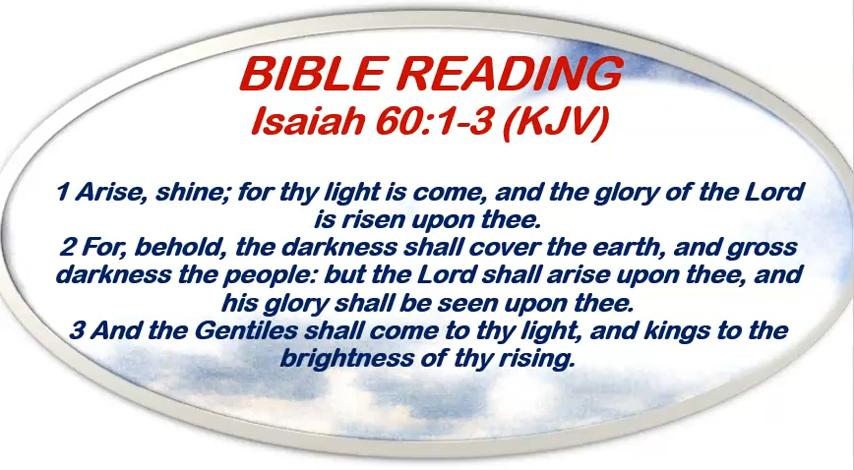 BIBLE READING
Isaiah 60:1-3 (KJV)
1 Arise, shine; for thy light is come, and the glory of the Lord
is risen upon thee.
2 For, behold, the darkness shall cover the earth, and gross
darkness the people: but the Lord shall arise upon thee, and
his glory shall be seen upon thee.
3 And the Gentiles shall come to thy light, and kings to the
brightness of thy rising.